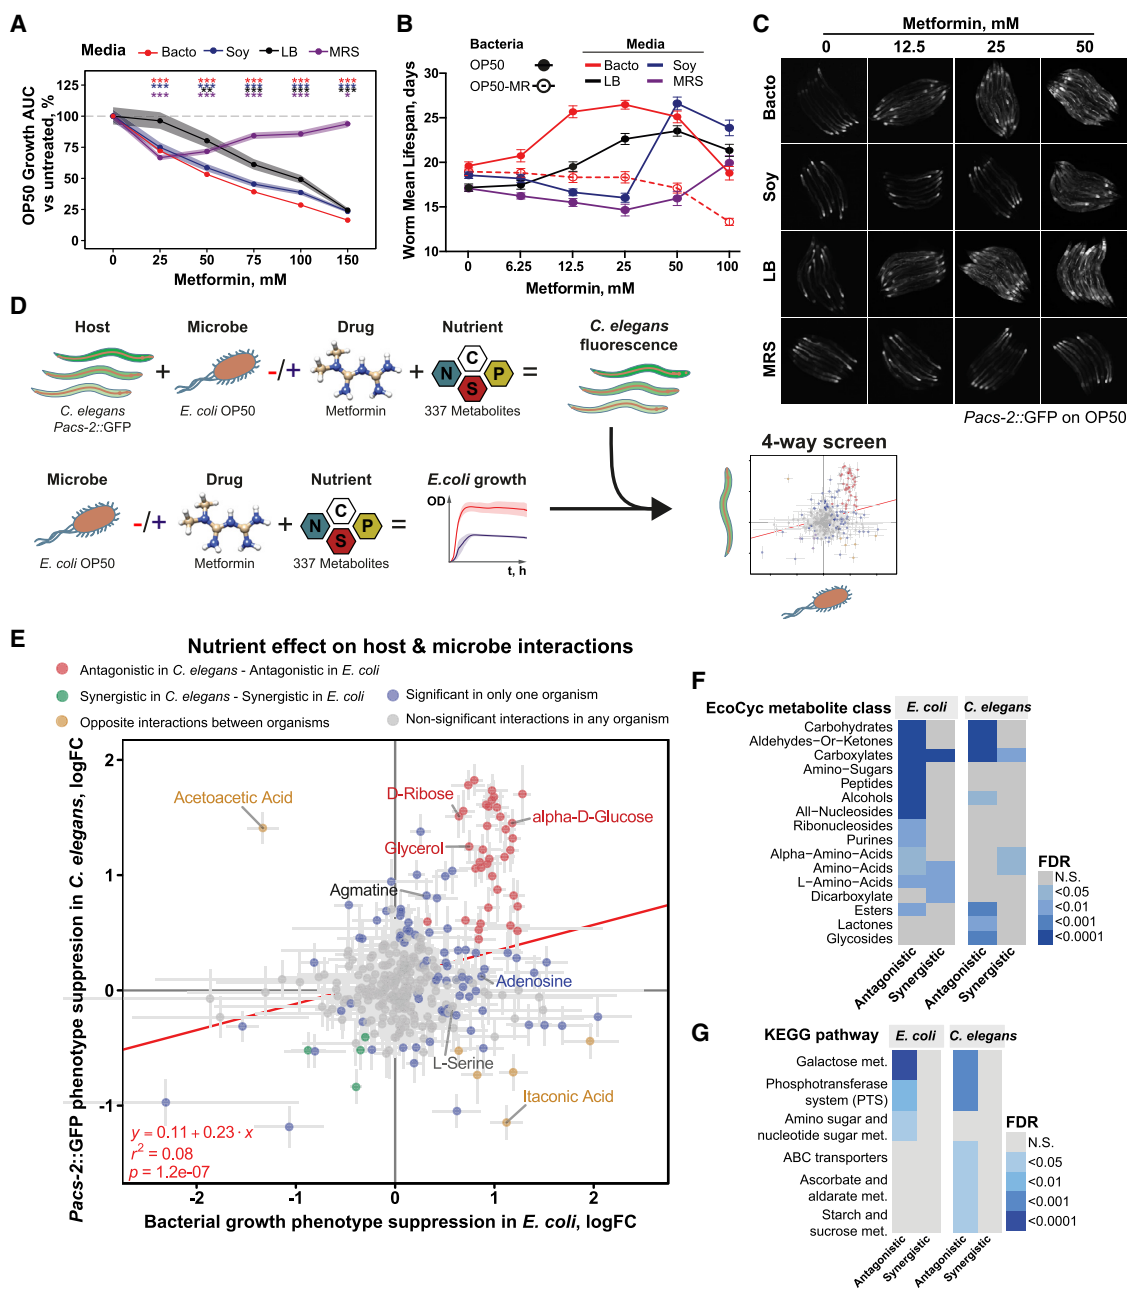 A
Media
Bacto
Soy
LB
MRS
*** *** *** *** ***
*** *** *** *** ***
** *** *** ***
*** *** *** *** *
OP50 Growth AUC
vs untreated, %
125
100
75
50
25
0
0 25 50 75 100 150
Metformin, mM
B
Bacteria
OP50
OP50-MR
Media
Bacto
Soy
LB
MRS
Worm Mean Lifespan, days
30
25
20
15
10
0 6.25 12.5 25 50 100
Metformin, mM
C
Metformin, mM
0 12.5 25 50
Bacto
Soy
LB
MRS
Pacs-2::GFP on OP50
D
Host
Microbe
Drug
Nutrient
C. elegans
fluorescence
+
-/+
+
N C S P
=
C. elegans
Pacs-2::GFP
E. coli OP50
Metformin
337 Metabolites
4-way screen
Microbe
Drug
Nutrient
E.coli growth
-/+
+
N C S P
=
OD
t, h
E. coli OP50
Metformin
337 Metabolites
E
Nutrient effect on host & microbe interactions
Antagonistic in C. elegans - Antagonistic in E. coli
Synergistic in C. elegans - Synergistic in E. coli
Significant in only one organism
Opposite interactions between organisms
Non-significant interactions in any organism
Pacs-2::GFP phenotype suppression in C. elegans, logFC
2
1
0
-1
Acetoacetic Acid
D-Ribose
alpha-D-Glucose
Glycerol
Agmatine
Adenosine
L-Serine
Itaconic Acid
y = 0.11 + 0.23 · x
r² = 0.08
p = 1.2e-07
-2 -1 0 1 2
Bacterial growth phenotype suppression in E. coli, logFC
F
EcoCyc metabolite class
E. coli
C. elegans
Carbohydrates
Aldehydes-Or-Ketones
Carboxylates
Amino-Sugars
Peptides
Alcohols
All-Nucleosides
Ribonucleosides
Purines
Alpha-Amino-Acids
Amino-Acids
L-Amino-Acids
Dicarboxylate
Esters
Lactones
Glycosides
Antagonistic
Synergistic
Antagonistic
Synergistic
FDR
N.S.
<0.05
<0.01
<0.001
<0.0001
G
KEGG pathway
E. coli
C. elegans
Galactose met.
Phosphotransferase
system (PTS)
Amino sugar and
nucleotide sugar met.
ABC transporters
Ascorbate and
aldarate met.
Starch and
sucrose met.
Antagonistic
Synergistic
Antagonistic
Synergistic
FDR
N.S.
<0.05
<0.01
<0.001
<0.0001